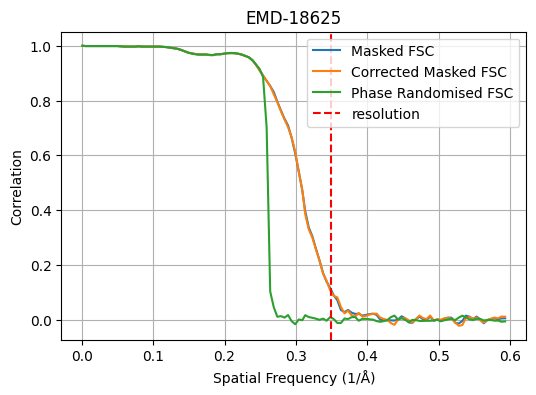 EMD-18625
Masked FSC
Corrected Masked FSC
Phase Randomised FSC
resolution
Correlation
1.0
0.8
0.6
0.4
0.2
0.0
0.0 0.1 0.2 0.3 0.4 0.5 0.6
Spatial Frequency (1/Å)